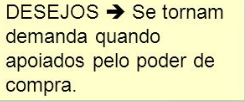 DESEJOS ➔ Se tornam
demanda quando
apoiados pelo poder de
compra.